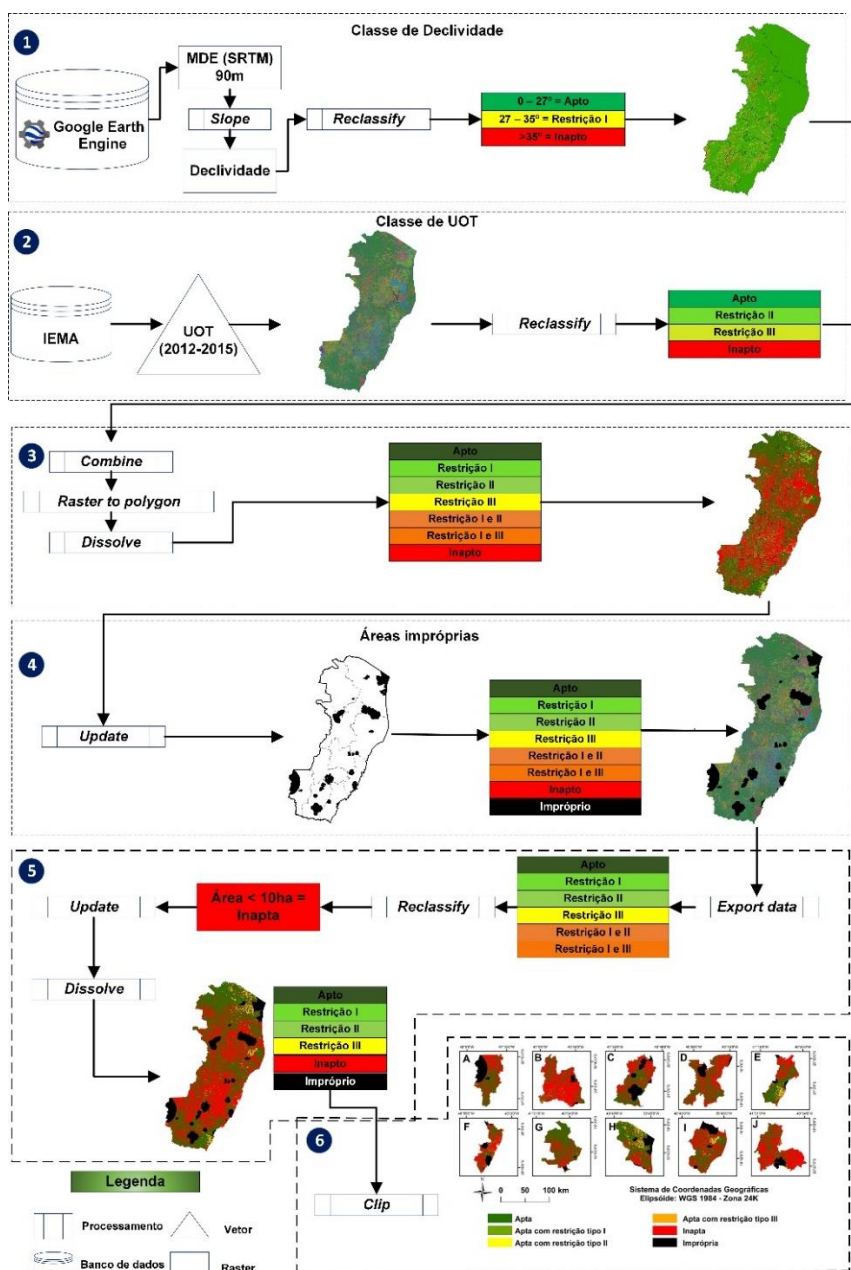 1
Classe de Declividade
MDE (SRTM)
90m
Google Earth
Engine
Slope
Reclassify
Declividade
0 – 27º = Apto
27 – 35º = Restrição I
>35º = Inapto
2
Classe de UOT
IEMA
UOT
(2012-2015)
Reclassify
Apto
Restrição II
Restrição III
Inapto
3
Combine
Raster to polygon
Dissolve
Apto
Restrição I
Restrição II
Restrição III
Restrição I e II
Restrição I e III
Inapto
4
Áreas impróprias
Update
Apto
Restrição I
Restrição II
Restrição III
Restrição I e II
Restrição I e III
Inapto
Impróprio
5
Update
Área < 10ha =
Inapta
Reclassify
Apto
Restrição I
Restrição II
Restrição III
Restrição I e II
Restrição I e III
Export data
Dissolve
Apto
Restrição I
Restrição II
Restrição III
Inapto
Impróprio
6
Clip
A
B
C
D
E
F
G
H
I
J
N
0 50 100 km
Sistema de Coordenadas Geográficas
Elipsóide: WGS 1984 - Zona 24K
Apta
Apta com restrição tipo I
Apta com restrição tipo II
Apta com restrição tipo III
Inapta
Imprópria
Legenda
Processamento
Vetor
Banco de dados
Raster